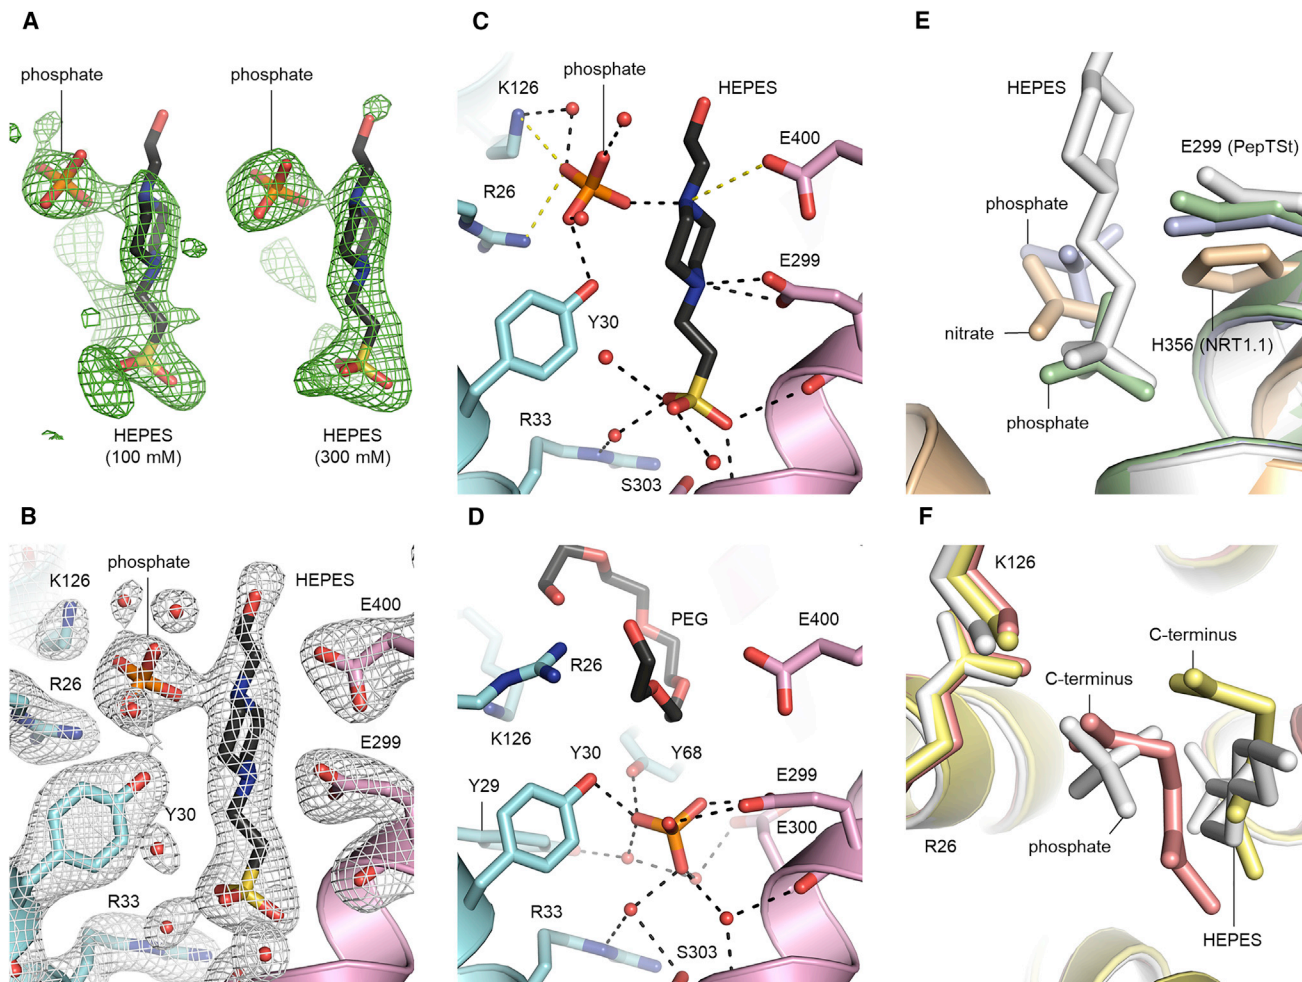 A
phosphate
phosphate
HEPES
(100 mM)
HEPES
(300 mM)
B
phosphate
K126
HEPES
E400
R26
E299
Y30
R33
C
phosphate
K126
HEPES
E400
R26
E299
Y30
R33
S303
D
PEG
E400
R26
K126
Y30
Y68
Y29
E299
E300
R33
S303
E
HEPES
E299 (PepTSt)
phosphate
nitrate
H356 (NRT1.1)
phosphate
F
K126
C-terminus
C-terminus
R26
phosphate
HEPES